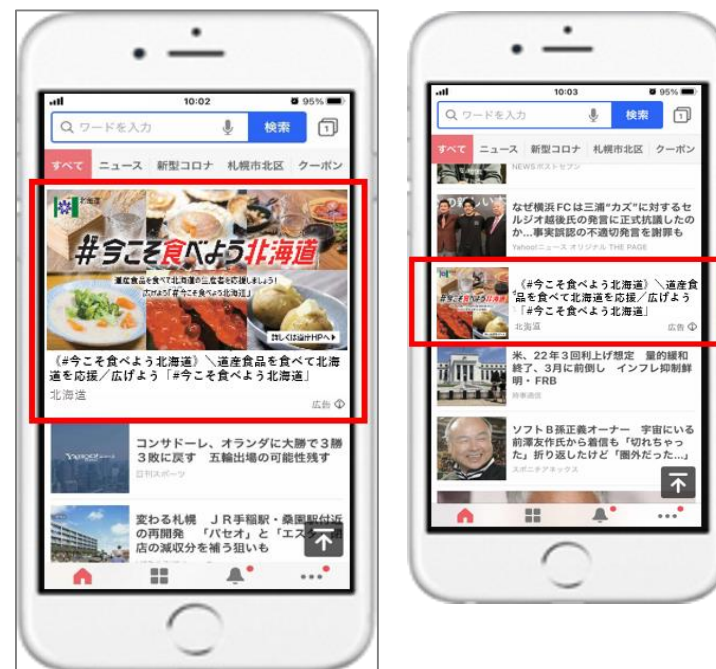 10:02
95%
ワードを入力
検索
1
すべて ニュース 新型コロナ 札幌市北区 クーポン
北海道
#今こそ食べよう北海道
道産食品を食べて北海道の生産者を応援しましょう!
広げよう「#今こそ食べよう北海道」
詳しくは道庁HPへ
《#今こそ食べよう北海道》＼道産食品を食べて北海
道を応援／広げよう「#今こそ食べよう北海道」
北海道
広告
コンサドーレ、オランダに大勝で3勝
3敗に戻す 五輪出場の可能性残す
日刊スポーツ
変わる札幌 JR手稲駅・桑園駅付近
の再開発 「パセオ」と「エス
店の減収分を補う狙いも
10:03
95%
ワードを入力
検索
1
すべて ニュース 新型コロナ 札幌市北区 クーポン
NEWSポストセブン
なぜ横浜FCは三浦“カズ”に対するセ
ルジオ越後氏の発言に正式抗議したの
か...事実誤認の不適切発言を謝罪も
Yahoo!ニュース オリジナル THE PAGE
#今こそ食べよう北海道
《#今こそ食べよう北海道》＼道産食
品を食べて北海道を応援／広げよう
「#今こそ食べよう北海道」
北海道
広告
米、22年3回利上げ想定 量的緩和
終了、3月に前倒し インフレ抑制鮮
明・FRB
時事通信
ソフトB孫正義オーナー 宇宙にいる
前澤友作氏から着信も「切れちゃっ
た」折り返したけど「圏外だった…」
スポニチアネックス